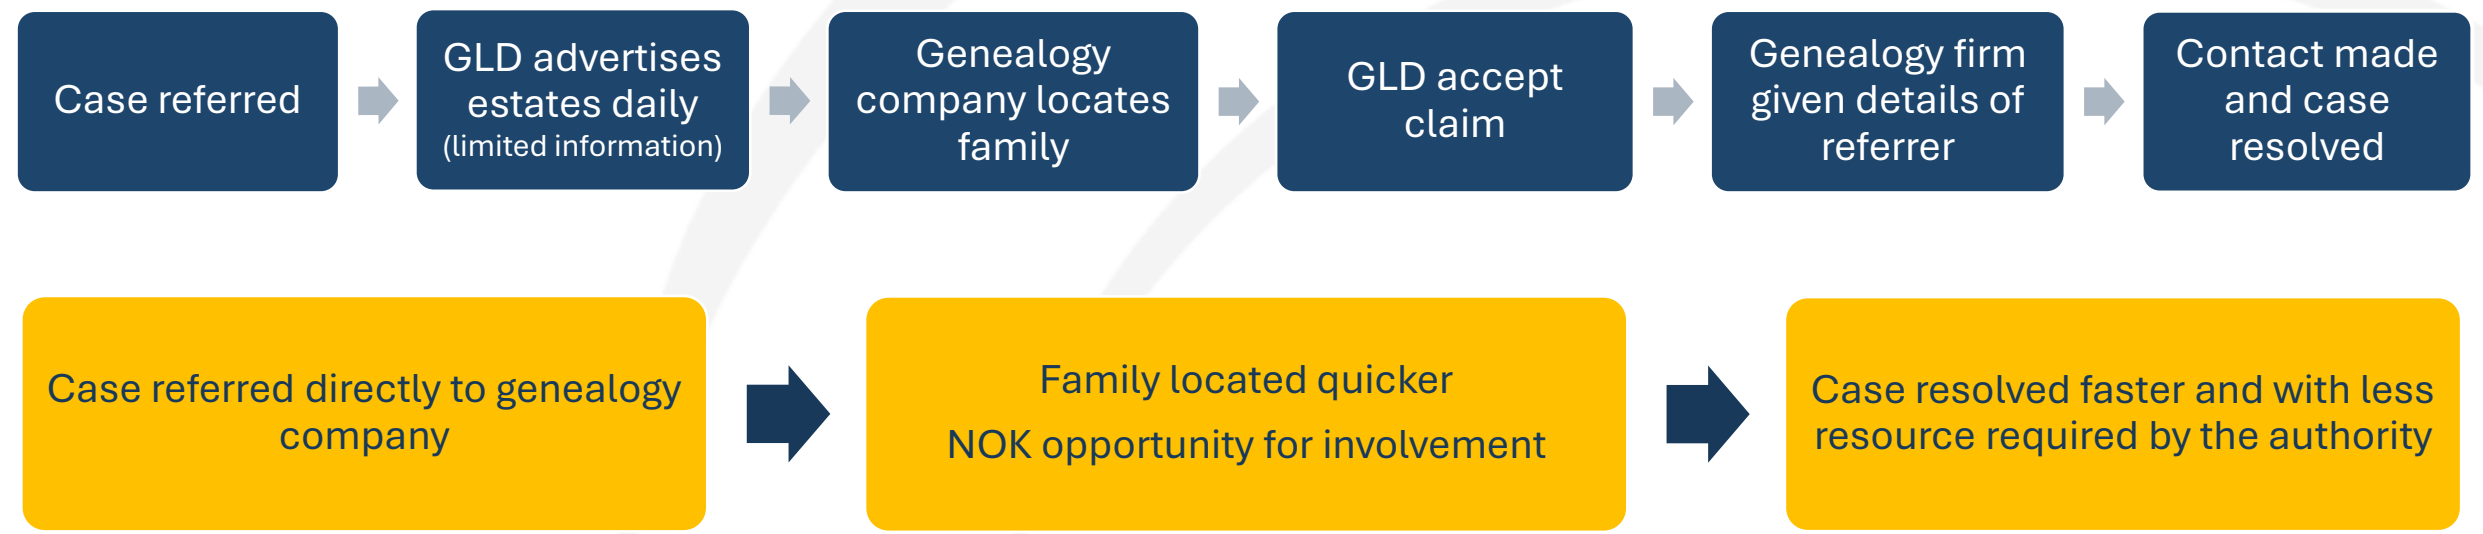 Case referred
GLD advertises
estates daily
(limited information)
Genealogy
company locates
family
GLD accept
claim
Genealogy firm
given details of
referrer
Contact made
and case
resolved
Case referred directly to genealogy
company
Family located quicker
NOK opportunity for involvement
Case resolved faster and with less
resource required by the authority